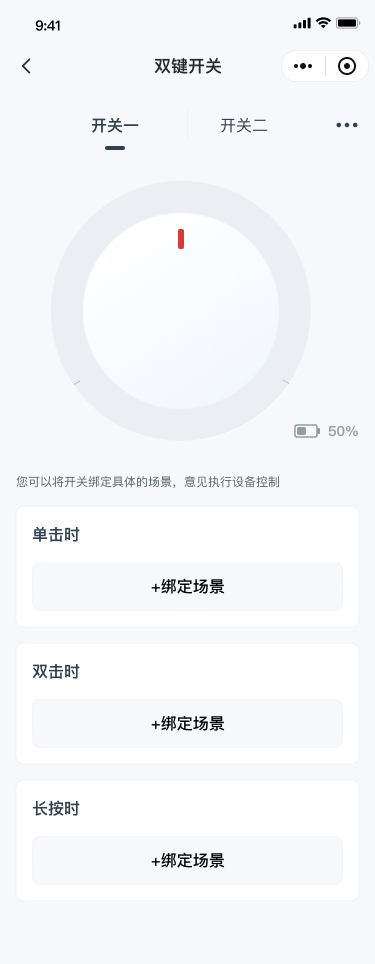 9:41
双键开关
开关一
开关二
50%
您可以将开关绑定具体的场景，意见执行设备控制
单击时
+绑定场景
双击时
+绑定场景
长按时
+绑定场景